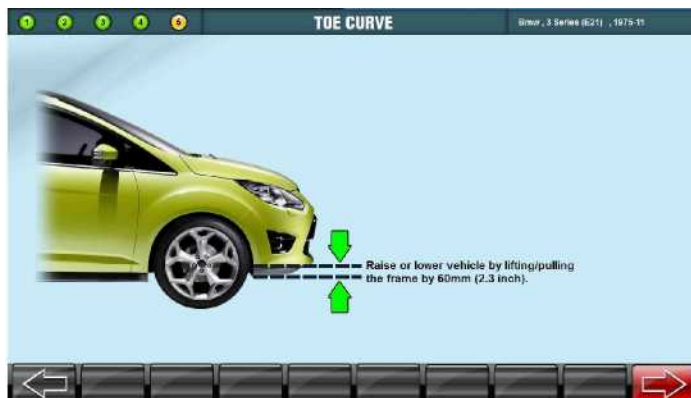 1 2 3 4 5
TOE CURVE
Bmw , 3 Series (E21) , 1975-11
Raise or lower vehicle by lifting/pulling
the frame by 60mm (2.3 inch).